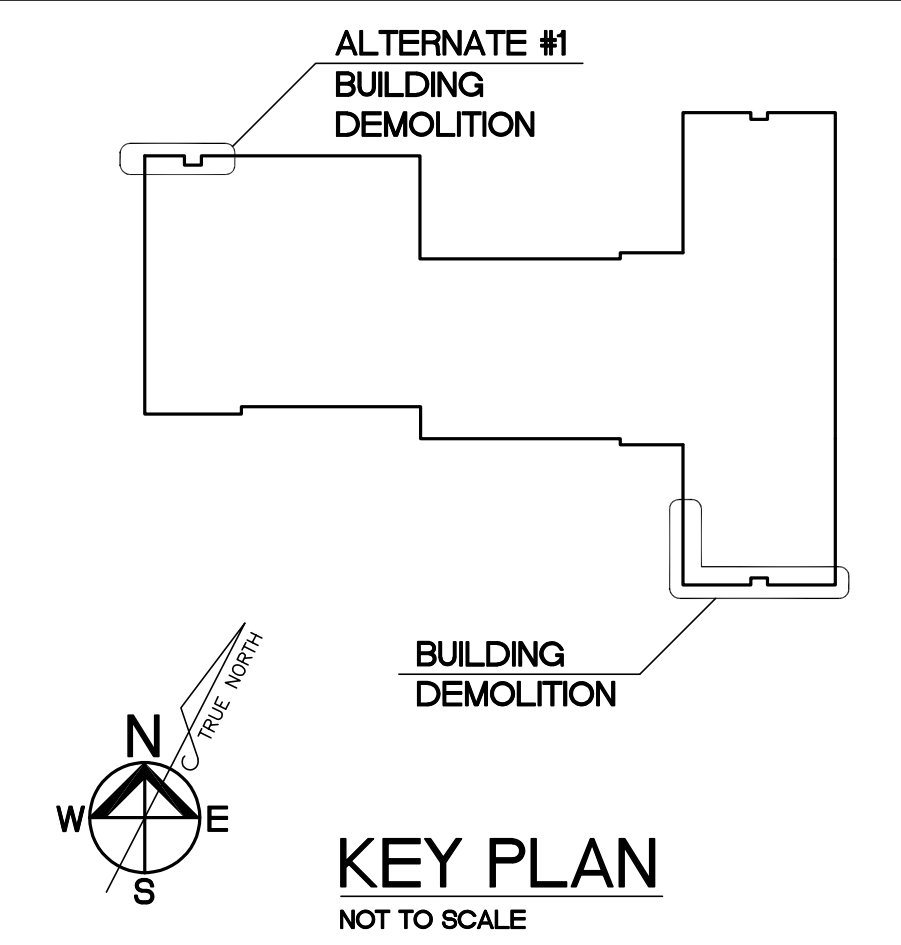 ALTERNATE #1
BUILDING
DEMOLITION
BUILDING
DEMOLITION
TRUE NORTH
N
W E
S
KEY PLAN
NOT TO SCALE